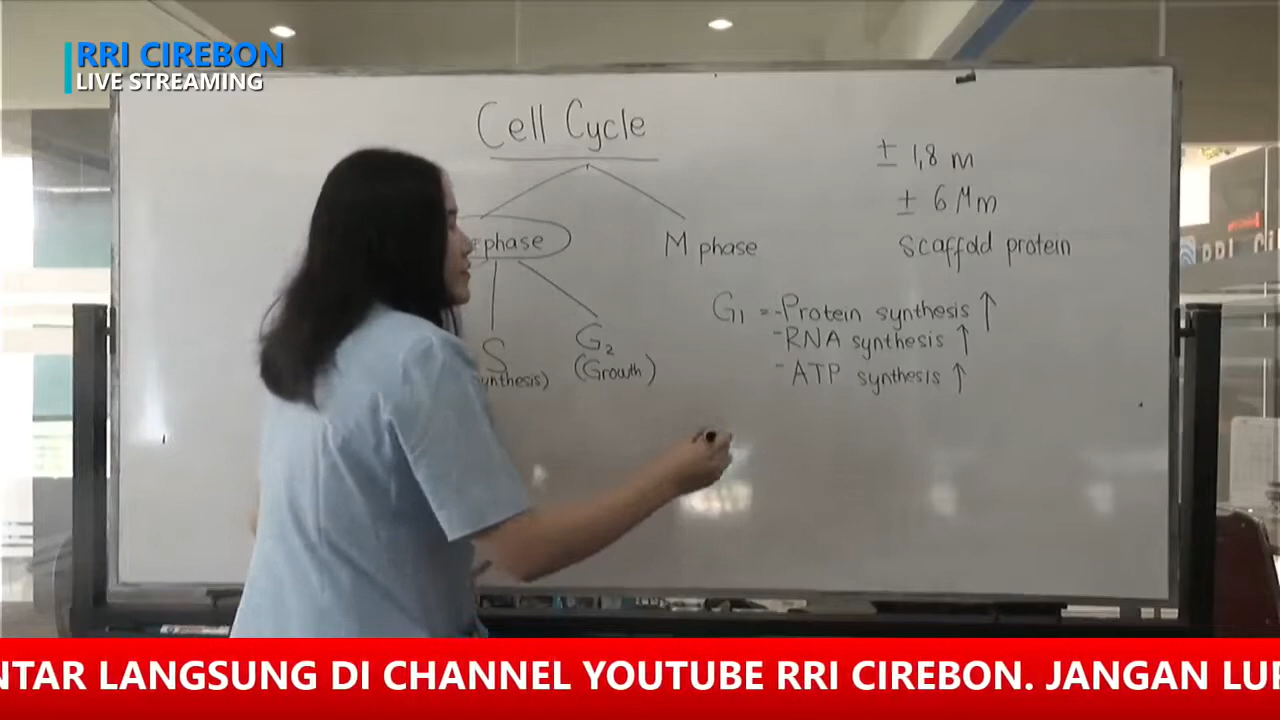 RRI CIREBON
LIVE STREAMING
Cell Cycle
± 1,8 m
± 6 Mm
phase
M phase
scaffold protein
G1 = -Protein synthesis ↑
-RNA synthesis ↑
-ATP synthesis ↑
S
G2
ynthesis)
(Growth)
NTAR LANGSUNG DI CHANNEL YOUTUBE RRI CIREBON. JANGAN LU